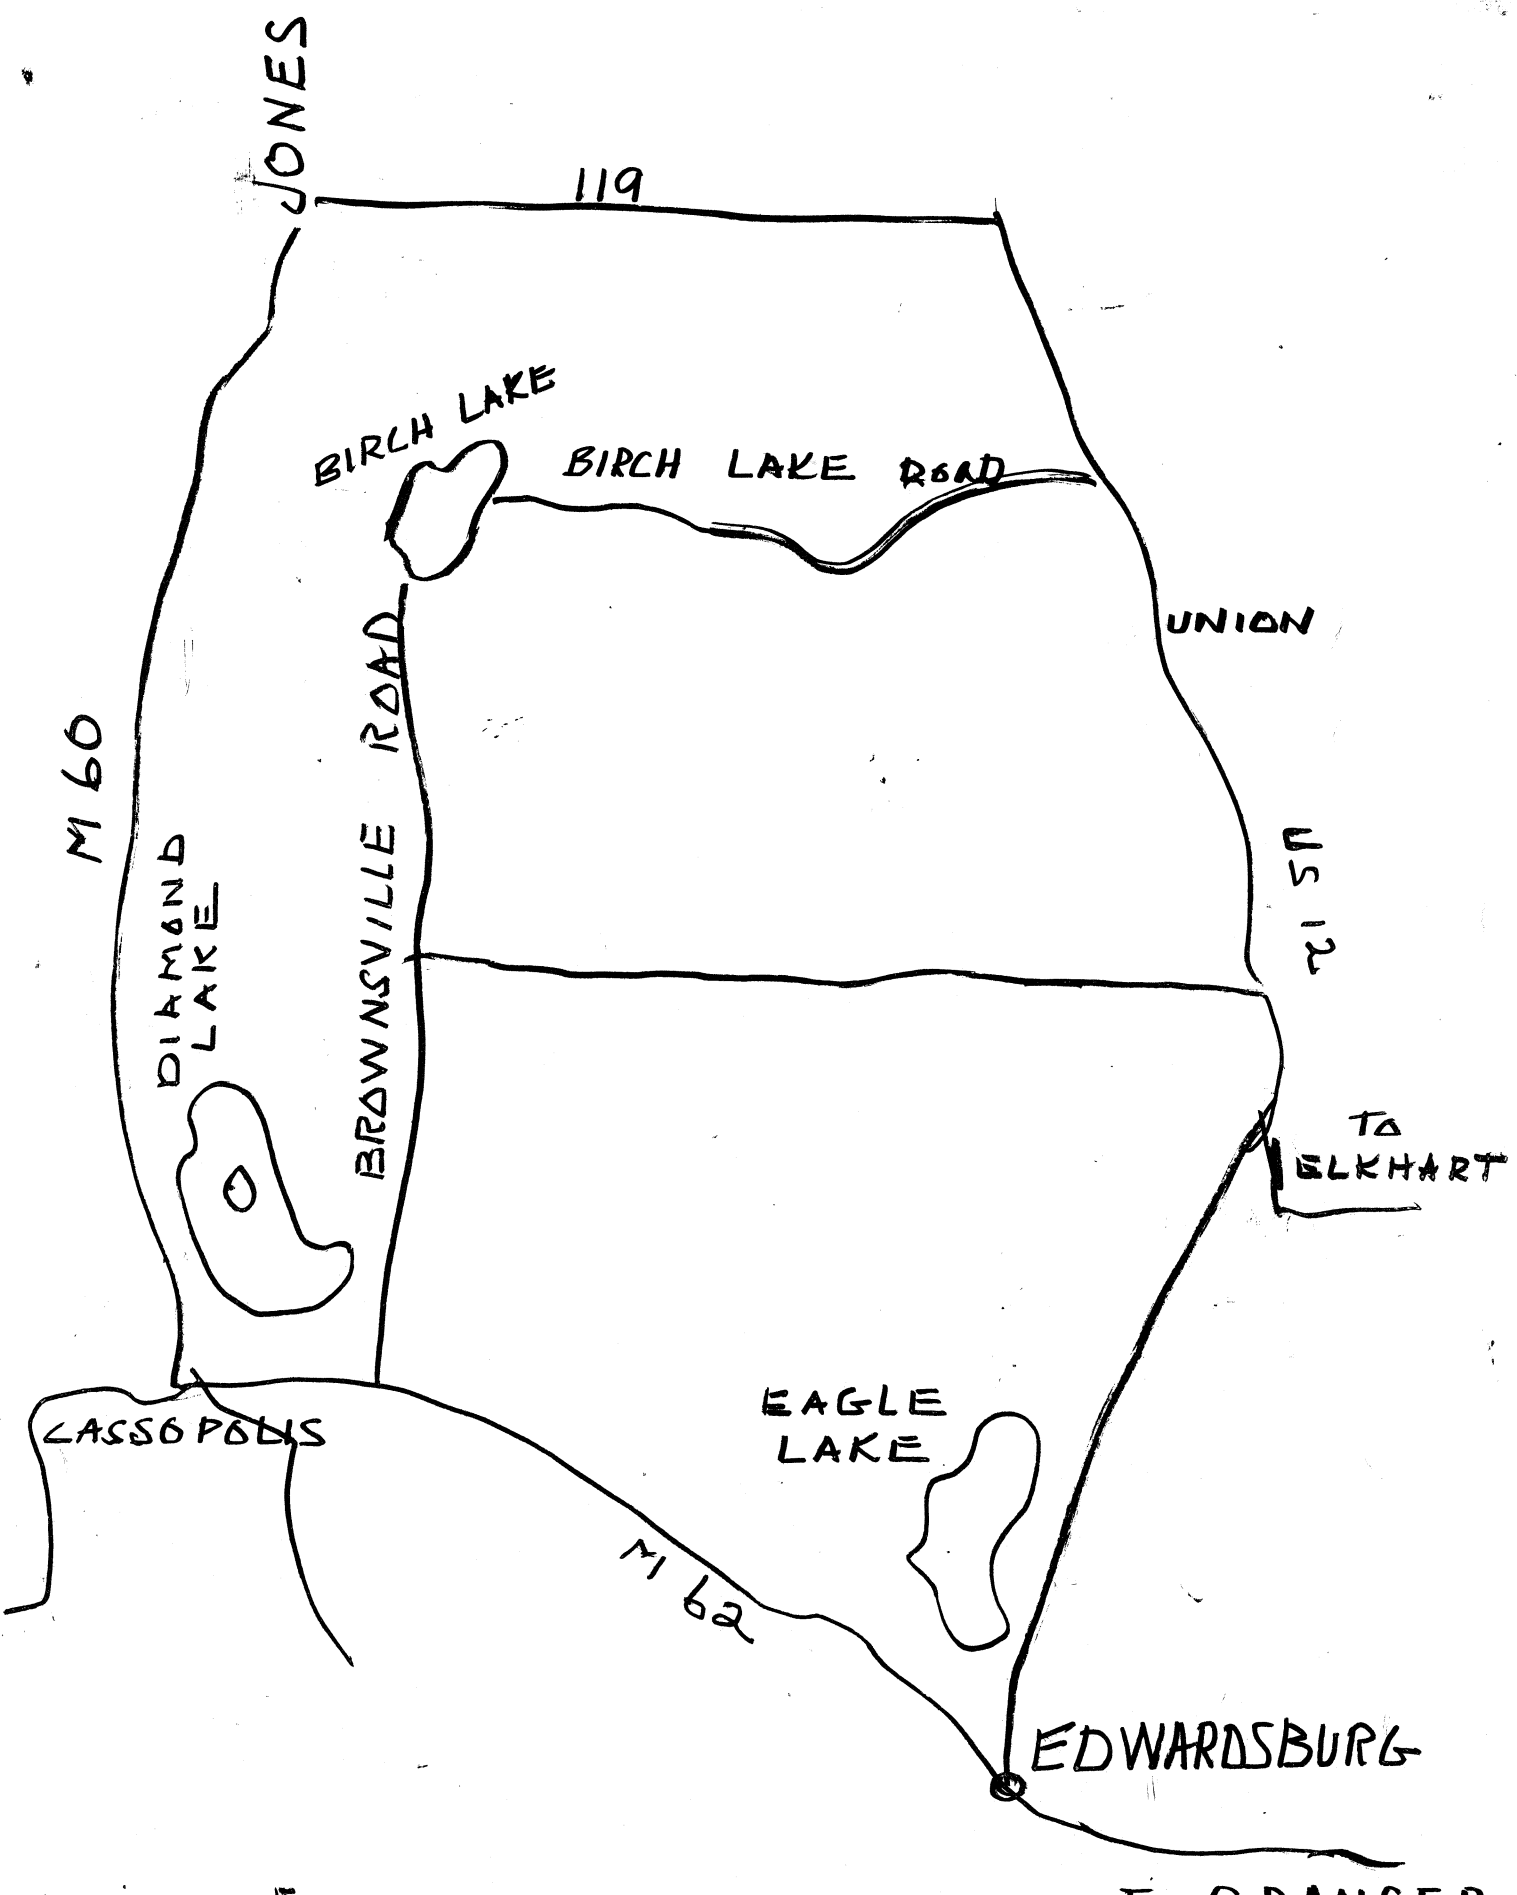 JONES
119
BIRCH LAKE
BIRCH LAKE ROAD
UNION
M 60
BROWNSVILLE ROAD
DIAMOND
LAKE
US 12
TO
ELKHART
EAGLE
LAKE
CASSOPOLIS
M 62
EDWARDSBURG